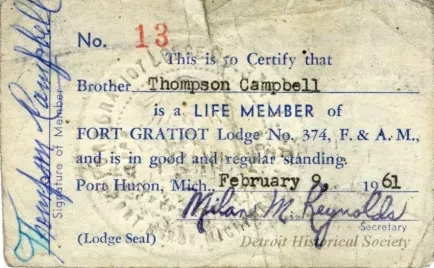 No. 13
This is to Certify that
Brother Thompson Campbell
is a LIFE MEMBER of
FORT GRATIOT Lodge No. 374, F. & A. M.,
and is in good and regular standing.
Port Huron, Mich., February 9, 1961
Milan M. Reynolds
Secretary
(Lodge Seal)
Thompson Campbell
Signature of Member
Detroit Historical Society